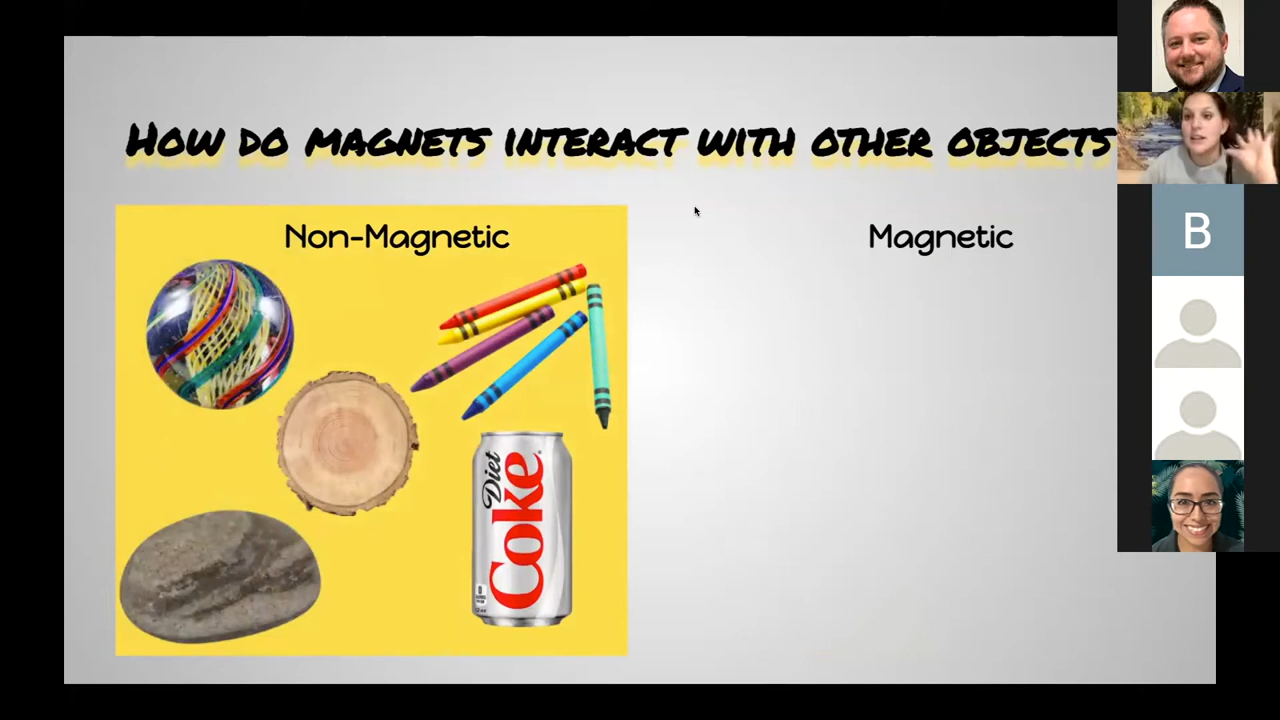 How do magnets interact with other objects
Non-Magnetic
Magnetic
Diet
Coke
B